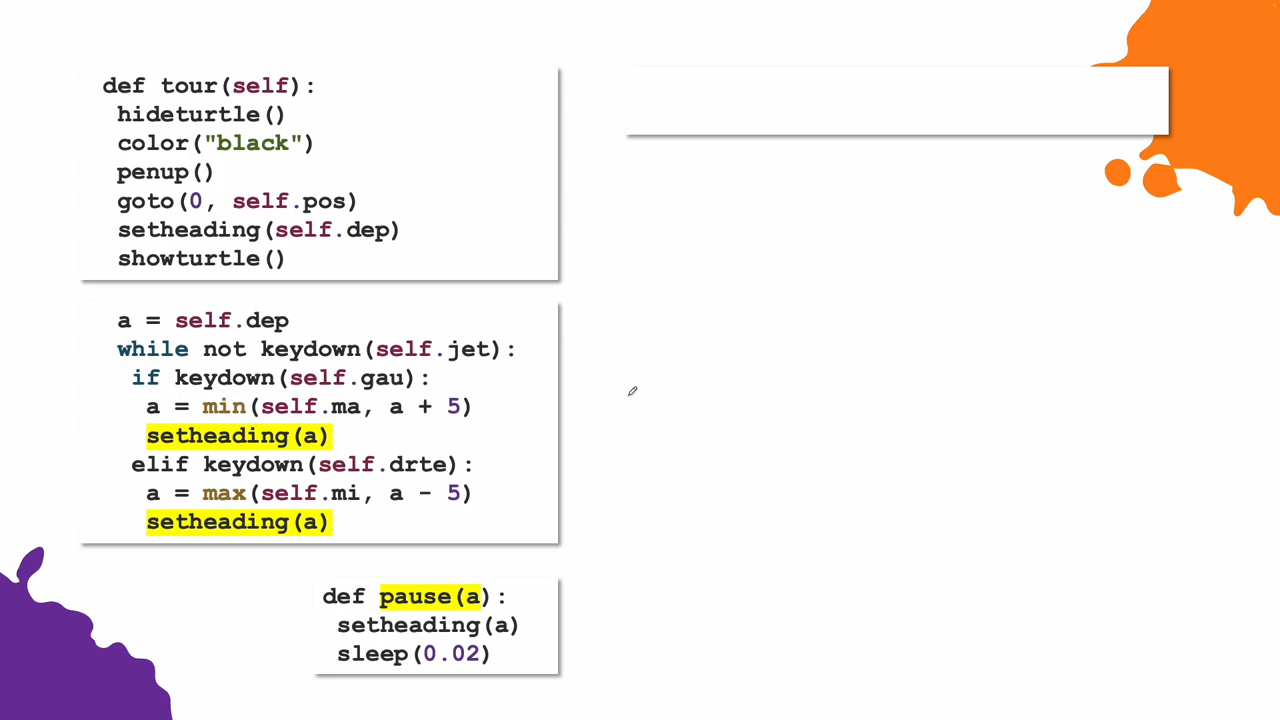 def tour(self):
hideturtle()
color("black")
penup()
goto(0, self.pos)
setheading(self.dep)
showturtle()
a = self.dep
while not keydown(self.jet):
if keydown(self.gau):
a = min(self.ma, a + 5)
setheading(a)
elif keydown(self.drte):
a = max(self.mi, a - 5)
setheading(a)
def pause(a):
setheading(a)
sleep(0.02)